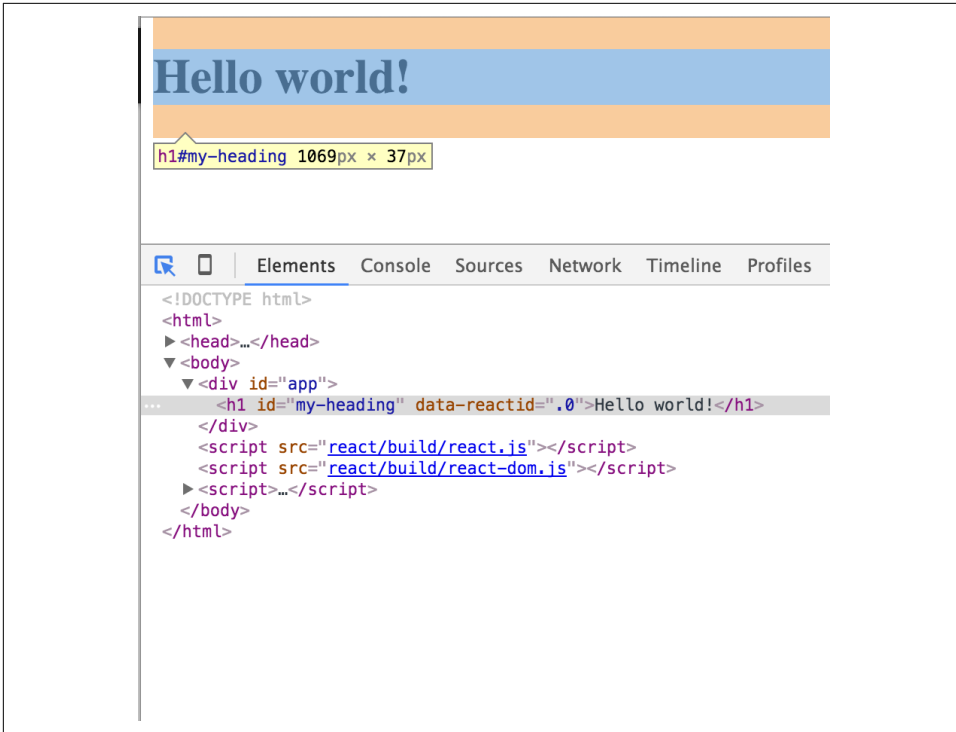 Hello world!
h1#my-heading 1069px × 37px
Elements Console Sources Network Timeline Profiles
<!DOCTYPE html>
<html>
▶<head>…</head>
▼<body>
▼<div id="app">
<h1 id="my-heading" data-reactid=".0">Hello world!</h1>
</div>
<script src="react/build/react.js"></script>
<script src="react/build/react-dom.js"></script>
▶<script>…</script>
</body>
</html>